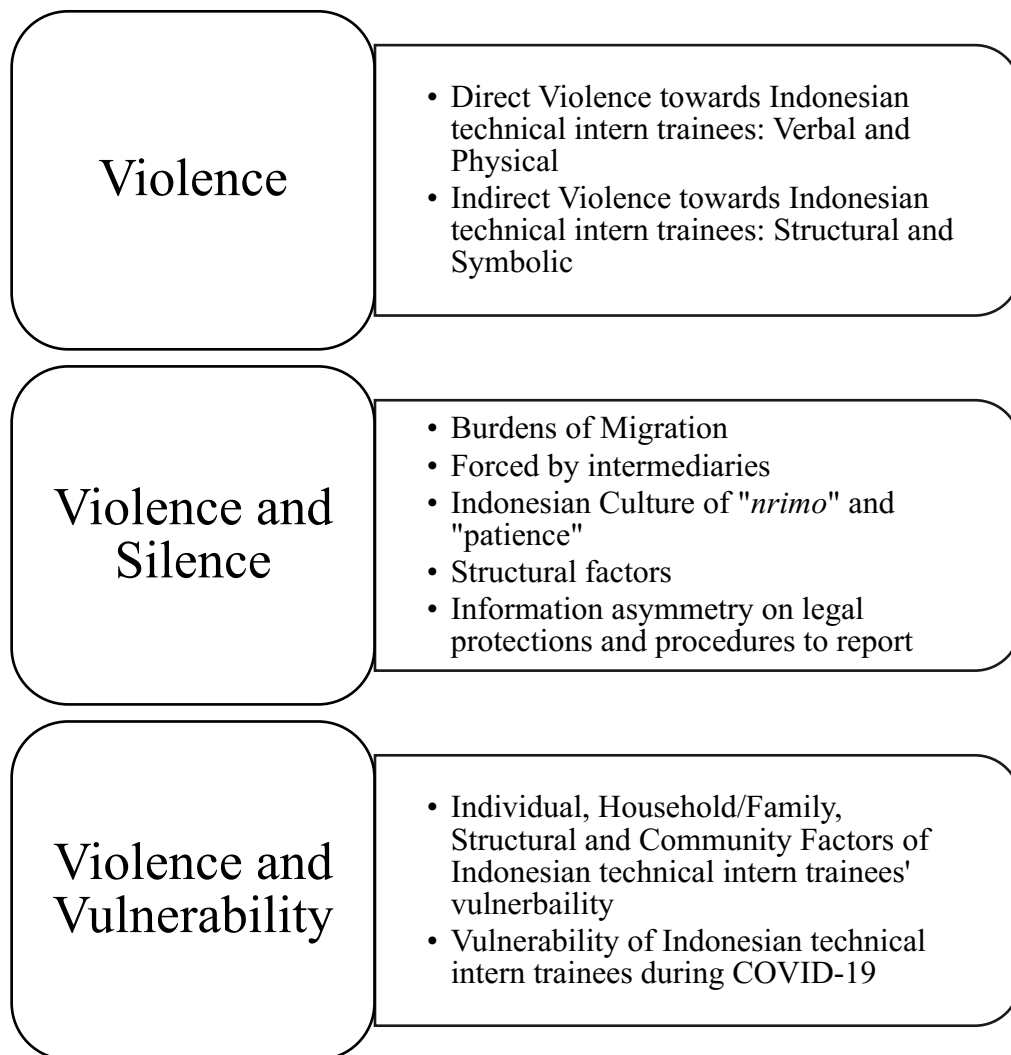 Violence
• Direct Violence towards Indonesian
technical intern trainees: Verbal and
Physical
• Indirect Violence towards Indonesian
technical intern trainees: Structural and
Symbolic
Violence and
Silence
• Burdens of Migration
• Forced by intermediaries
• Indonesian Culture of "nrimo" and
"patience"
• Structural factors
• Information asymmetry on legal
protections and procedures to report
Violence and
Vulnerability
• Individual, Household/Family,
Structural and Community Factors of
Indonesian technical intern trainees'
vulnerbaility
• Vulnerability of Indonesian technical
intern trainees during COVID-19